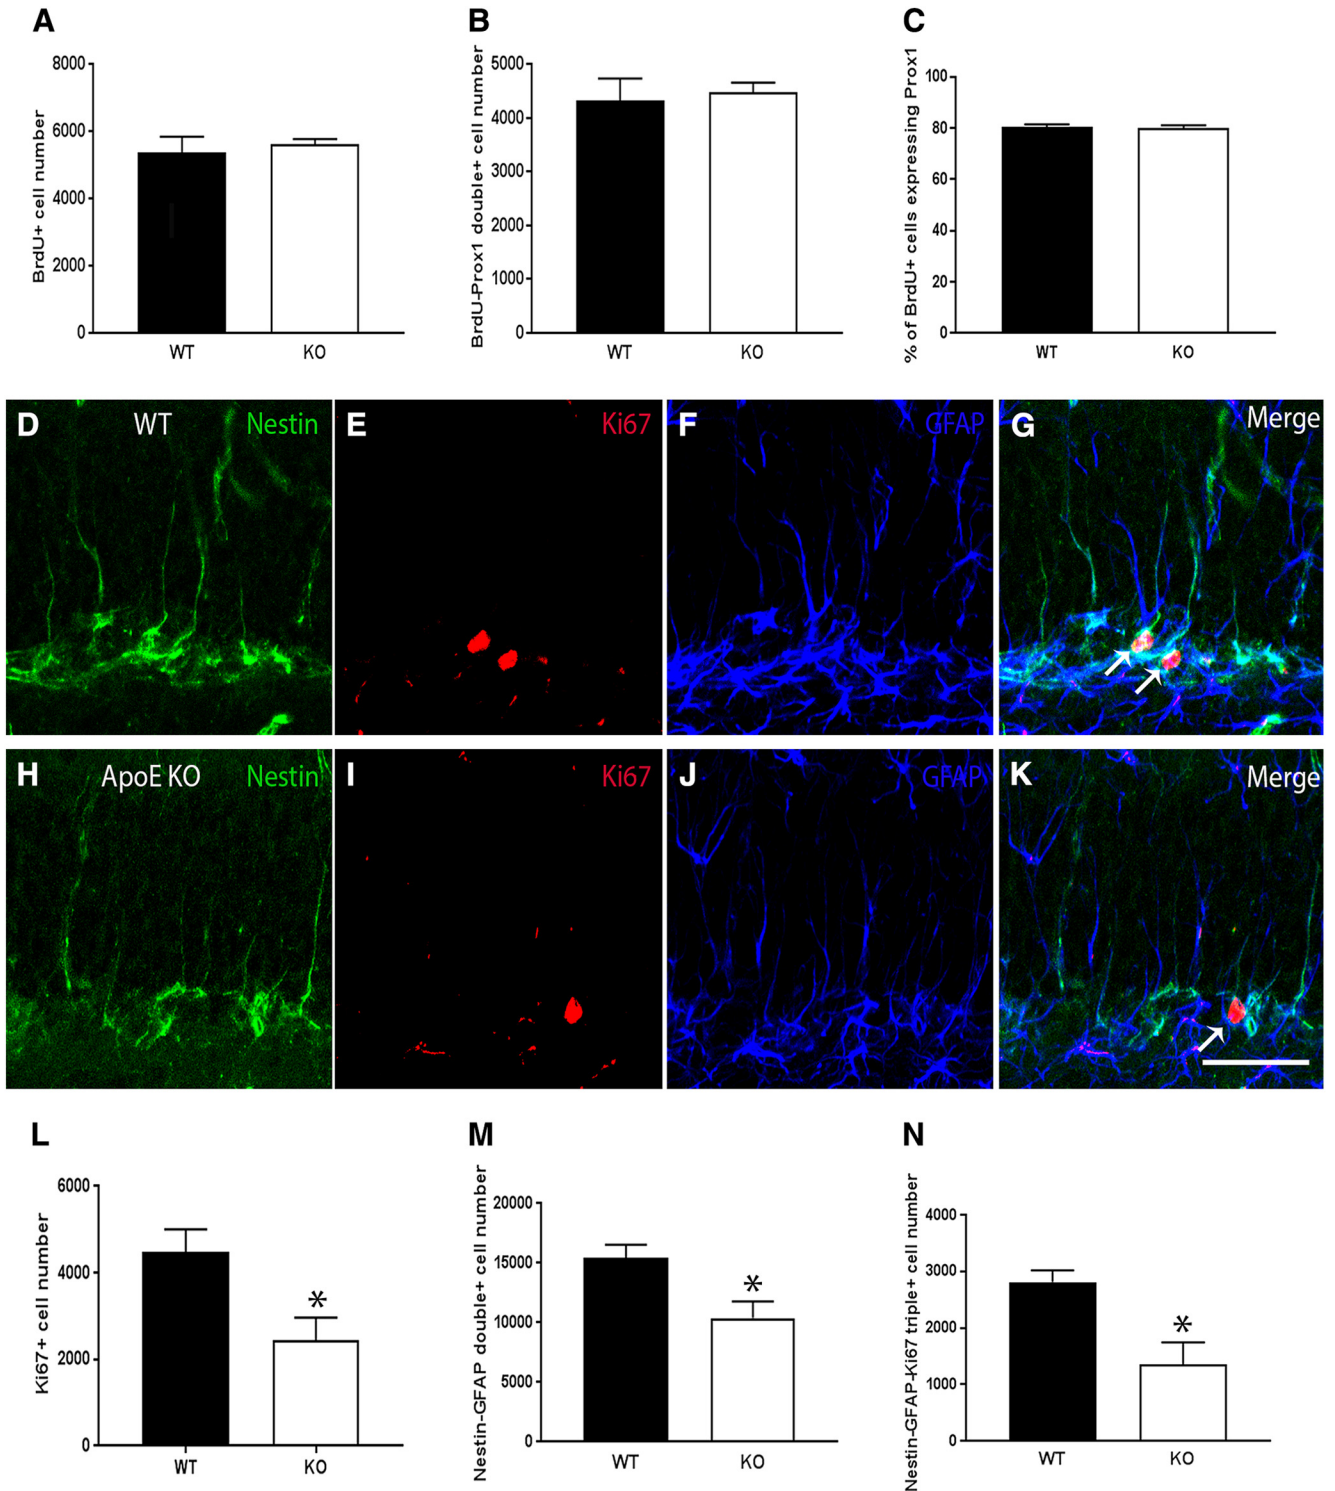 A
BrdU+ cell number
8000
6000
4000
2000
0
WT
KO
B
BrdU-Prox1 double+ cell number
5000
4000
3000
2000
1000
0
WT
KO
C
% of BrdU+ cells expressing Prox1
100
80
60
40
20
0
WT
KO
D WT Nestin
E Ki67
F GFAP
G Merge
H ApoE KO Nestin
I Ki67
J GFAP
K Merge
L
Ki67+ cell number
6000
4000
2000
0
*
WT
KO
M
Nestin-GFAP double+ cell number
20000
15000
10000
5000
0
*
WT
KO
N
Nestin-GFAP-Ki67 triple+ cell number
4000
3000
2000
1000
0
*
WT
KO